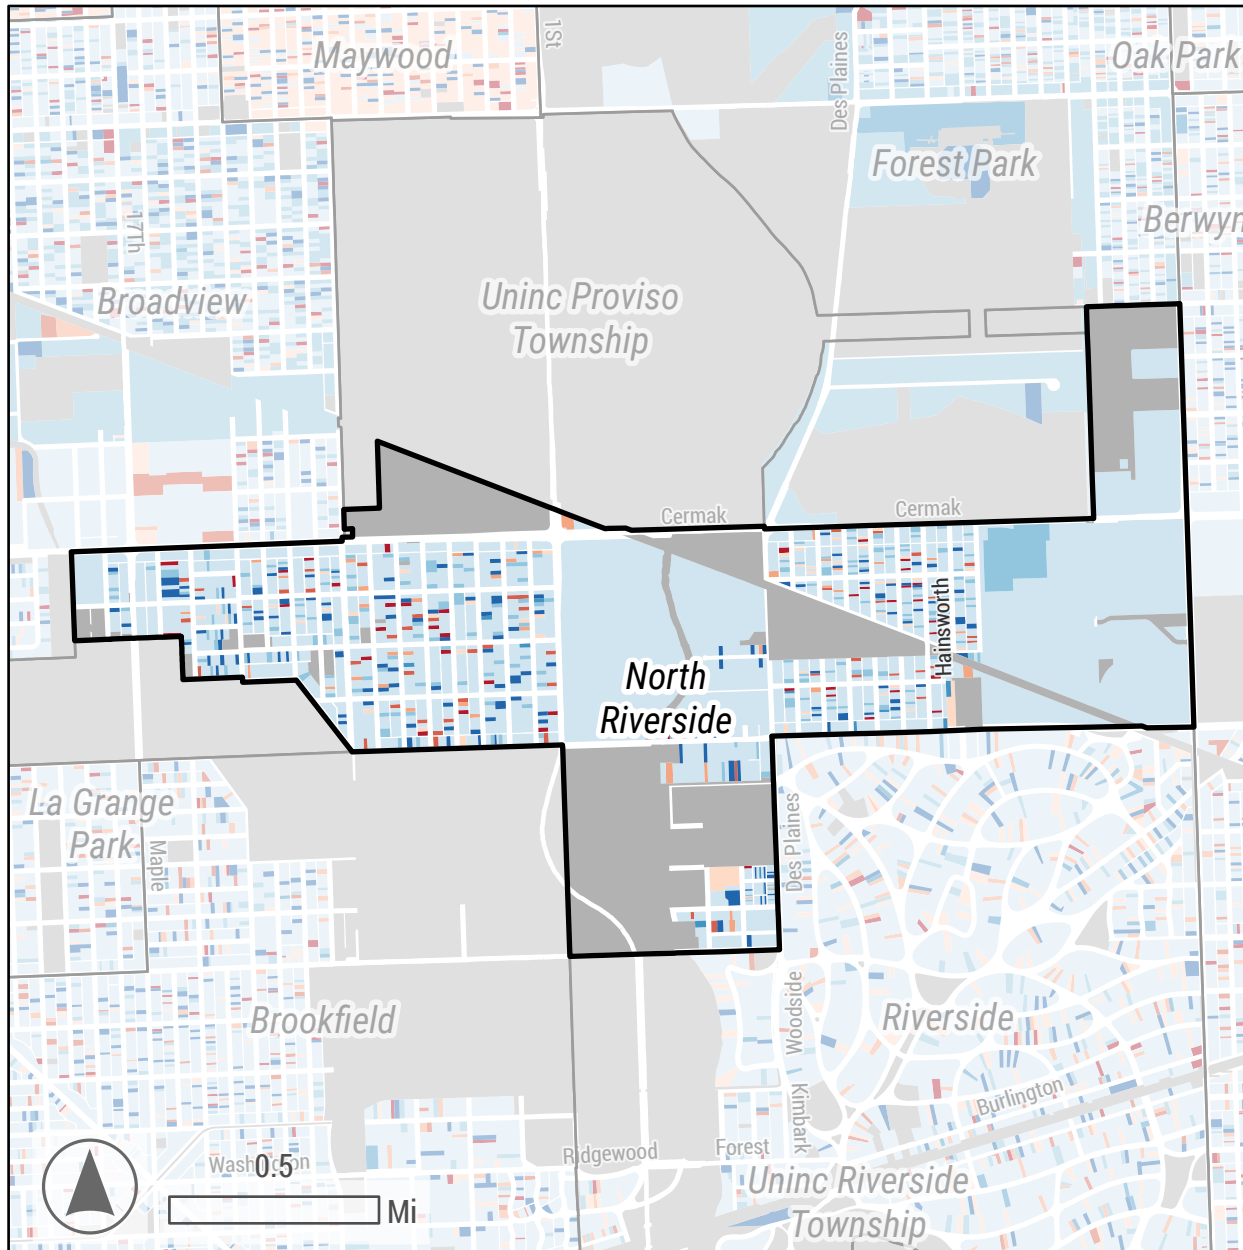 Maywood
1St
Des Plaines
Oak Park
Forest Park
17Th
Berwyn
Broadview
Uninc Proviso
Township
Cermak
Cermak
Hainsworth
North
Riverside
La Grange
Park
Maple
Des Plaines
Woodside
Brookfield
Riverside
Kimbark
Burlington
Ridgewood
Forest
Washington
0.5
Mi
Uninc Riverside
Township